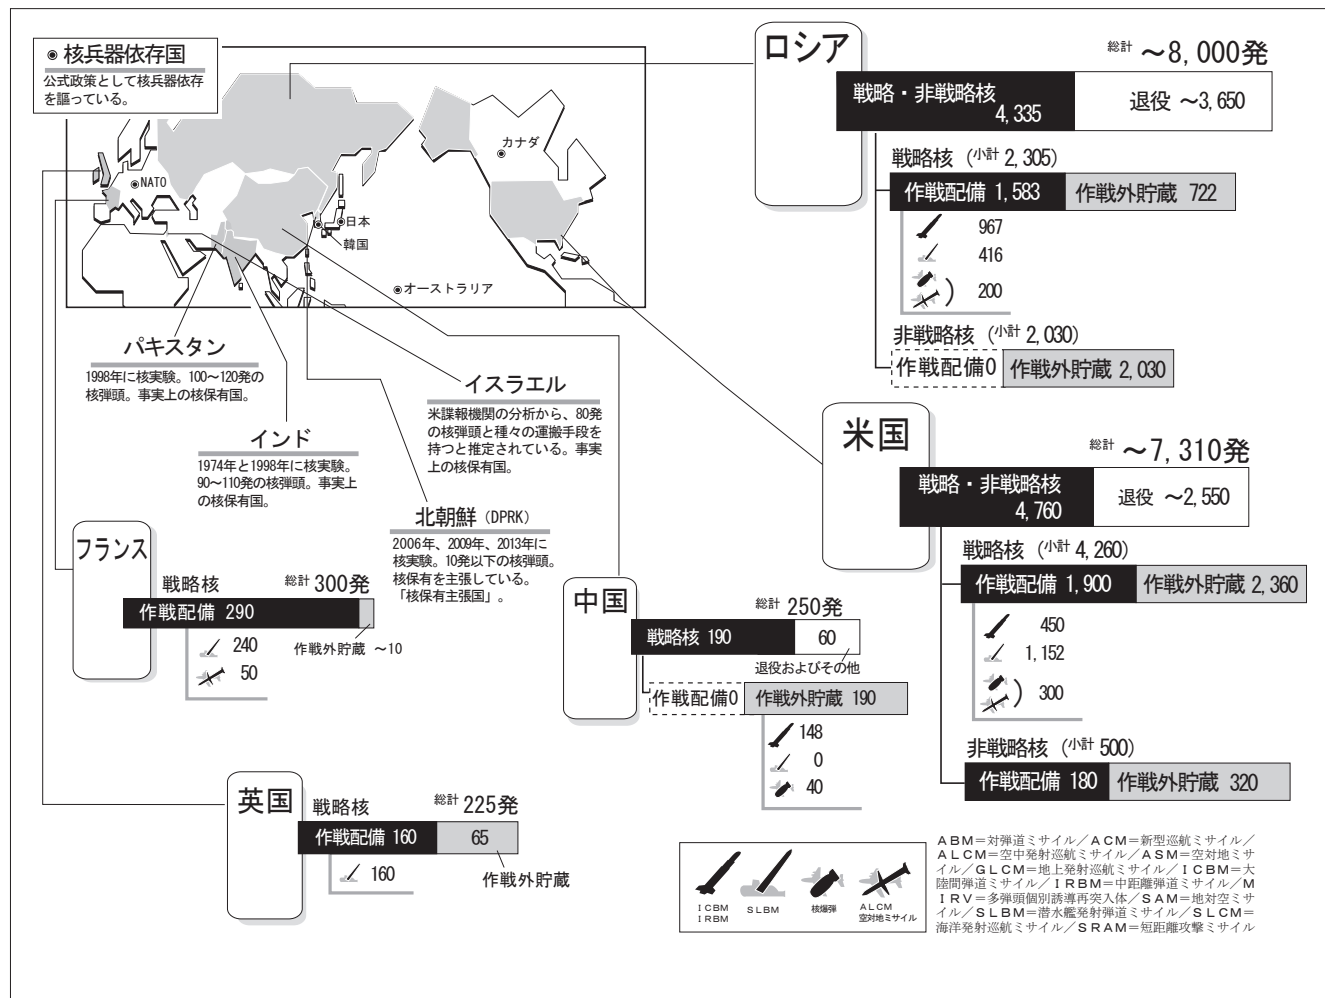 ◉核兵器依存国
公式政策として核兵器依存
を謳っている。
◉カナダ
◉NATO
◉日本
◉韓国
◉オーストラリア
ロシア
総計 ～8,000発
戦略・非戦略核
4,335
退役 ～3,650
戦略核 (小計 2,305)
作戦配備 1,583
作戦外貯蔵 722
967
416
) 200
非戦略核 (小計 2,030)
作戦配備0
作戦外貯蔵 2,030
パキスタン
1998年に核実験。100～120発の
核弾頭。事実上の核保有国。
イスラエル
米諜報機関の分析から、80発
の核弾頭と種々の運搬手段を
持つと推定されている。事実
上の核保有国。
インド
1974年と1998年に核実験。
90～110発の核弾頭。事実上
の核保有国。
北朝鮮 (DPRK)
2006年、2009年、2013年に
核実験。10発以下の核弾頭。
核保有を主張している。
「核保有主張国」。
米国
総計 ～7,310発
戦略・非戦略核
4,760
退役 ～2,550
戦略核 (小計 4,260)
作戦配備 1,900
作戦外貯蔵 2,360
450
1,152
) 300
非戦略核 (小計 500)
作戦配備 180
作戦外貯蔵 320
フランス
戦略核
総計 300発
作戦配備 290
作戦外貯蔵 ～10
240
50
中国
総計 250発
戦略核 190
60
退役およびその他
作戦配備0
作戦外貯蔵 190
148
0
40
英国
戦略核
総計 225発
作戦配備 160
65
作戦外貯蔵
160
ICBM
IRBM
SLBM
核爆弾
ALCM
空対地ミサイル
ABM＝対弾道ミサイル／ACM＝新型巡航ミサイル／
ALCM＝空中発射巡航ミサイル／ASM＝空対地ミサ
イル／GLCM＝地上発射巡航ミサイル／ICBM＝大
陸間弾道ミサイル／IRBM＝中距離弾道ミサイル／M
IRV＝多弾頭個別誘導再突入体／SAM＝地対空ミサ
イル／SLBM＝潜水艦発射弾道ミサイル／SLCM＝
海洋発射巡航ミサイル／SRAM＝短距離攻撃ミサイル